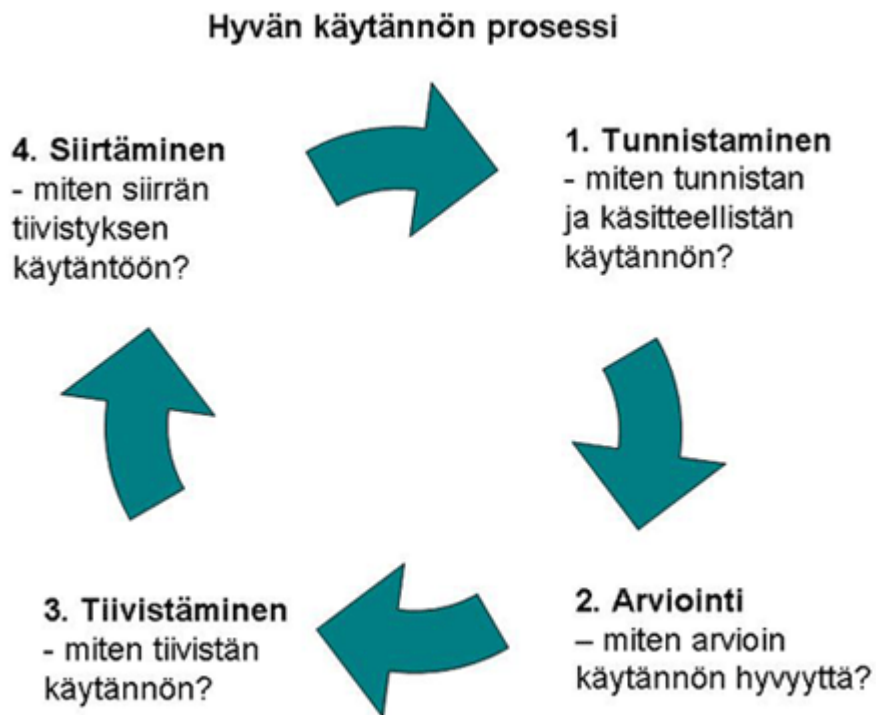 Hyvän käytännön prosessi
1. Tunnistaminen
- miten tunnistan
ja käsitteellistän
käytännön?
2. Arviointi
– miten arvioin
käytännön hyvyyttä?
3. Tiivistäminen
- miten tiivistän
käytännön?
4. Siirtäminen
- miten siirrän
tiivistyksen
käytäntöön?